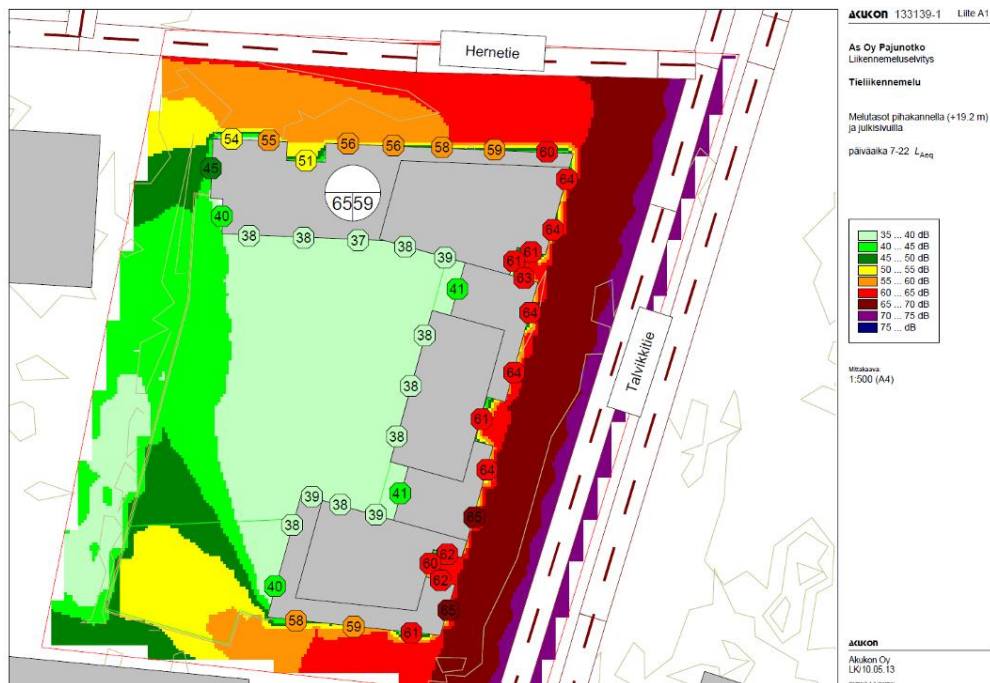 Hernetie
54
55
56
56
58
59
60
51
45
64
6559
40
64
38
38
37
38
39
61
61
63
41
64
38
64
38
61
38
64
41
39
38
39
65
38
62
60
62
40
65
58
59
61
Talvikkitie
AKUKON 133139-1 Liite A1
As Oy Pajunotko
Liikennemeluselvitys
Tieliikennemelu
Melutasot pihakannella (+19.2 m)
ja julkisivuilla
päiväaika 7-22 LAeq
35 ... 40 dB
40 ... 45 dB
45 ... 50 dB
50 ... 55 dB
55 ... 60 dB
60 ... 65 dB
65 ... 70 dB
70 ... 75 dB
75 ... dB
Mittakaava:
1:500 (A4)
AKUKON
Akukon Oy
LK/10.05.13